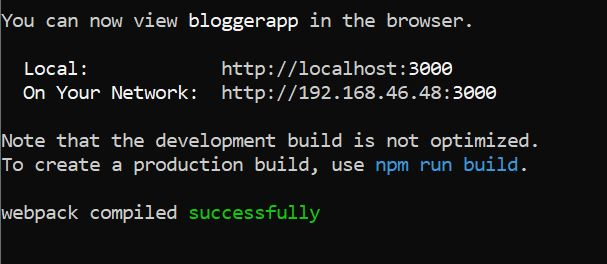 You can now view bloggerapp in the browser.
Local: http://localhost:3000
On Your Network: http://192.168.46.48:3000
Note that the development build is not optimized.
To create a production build, use npm run build.
webpack compiled successfully